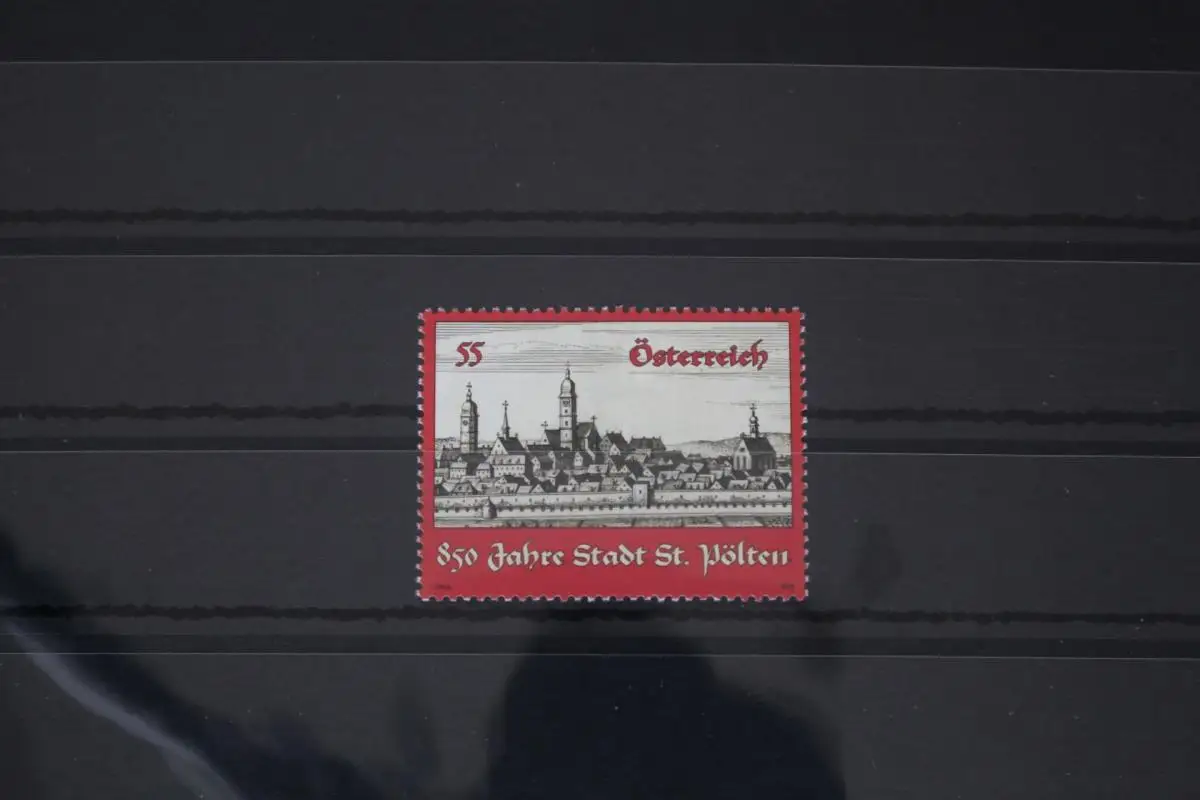 55 Österreich
850 Jahre Stadt St. Pölten